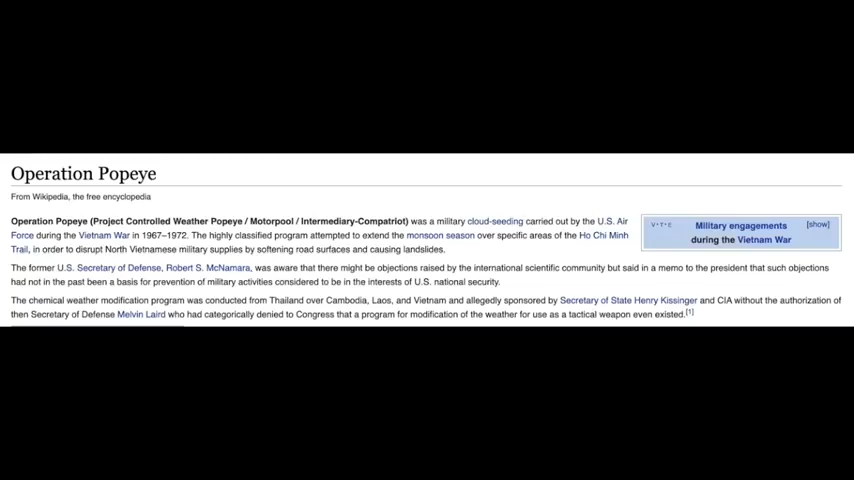 Operation Popeye
From Wikipedia, the free encyclopedia
Operation Popeye (Project Controlled Weather Popeye / Motorpool / Intermediary-Compatriot) was a military cloud-seeding carried out by the U.S. Air
Force during the Vietnam War in 1967–1972. The highly classified program attempted to extend the monsoon season over specific areas of the Ho Chi Minh
Trail, in order to disrupt North Vietnamese military supplies by softening road surfaces and causing landslides.
V·T·E Military engagements [show]
during the Vietnam War
The former U.S. Secretary of Defense, Robert S. McNamara, was aware that there might be objections raised by the international scientific community but said in a memo to the president that such objections
had not in the past been a basis for prevention of military activities considered to be in the interests of U.S. national security.
The chemical weather modification program was conducted from Thailand over Cambodia, Laos, and Vietnam and allegedly sponsored by Secretary of State Henry Kissinger and CIA without the authorization of
then Secretary of Defense Melvin Laird who had categorically denied to Congress that a program for modification of the weather for use as a tactical weapon even existed.[1]